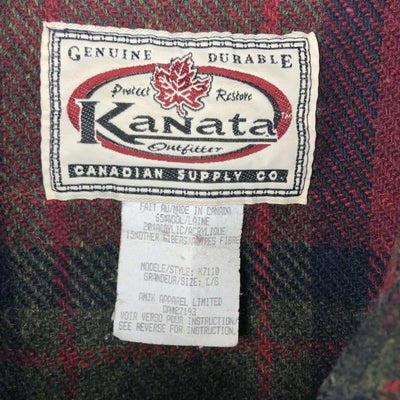 GENUINE DURABLE
Protect Restore
KaNata TM
Outfitter
CANADIAN SUPPLY CO.
FAIT AU/MADE IN CANADA
65%WOOL/LAINE
20%ACRYLIC/ACRYLIQUE
15%OTHER FIBERS/AUTRES FIBRE
MODELE/STYLE: K7110
GRANDEUR/SIZE: L/G
AMIK APPAREL LIMITED
CA#27193
VOIR VERSO POUR INSTRUCTION/
SEE REVERSE FOR INSTRUCTION.